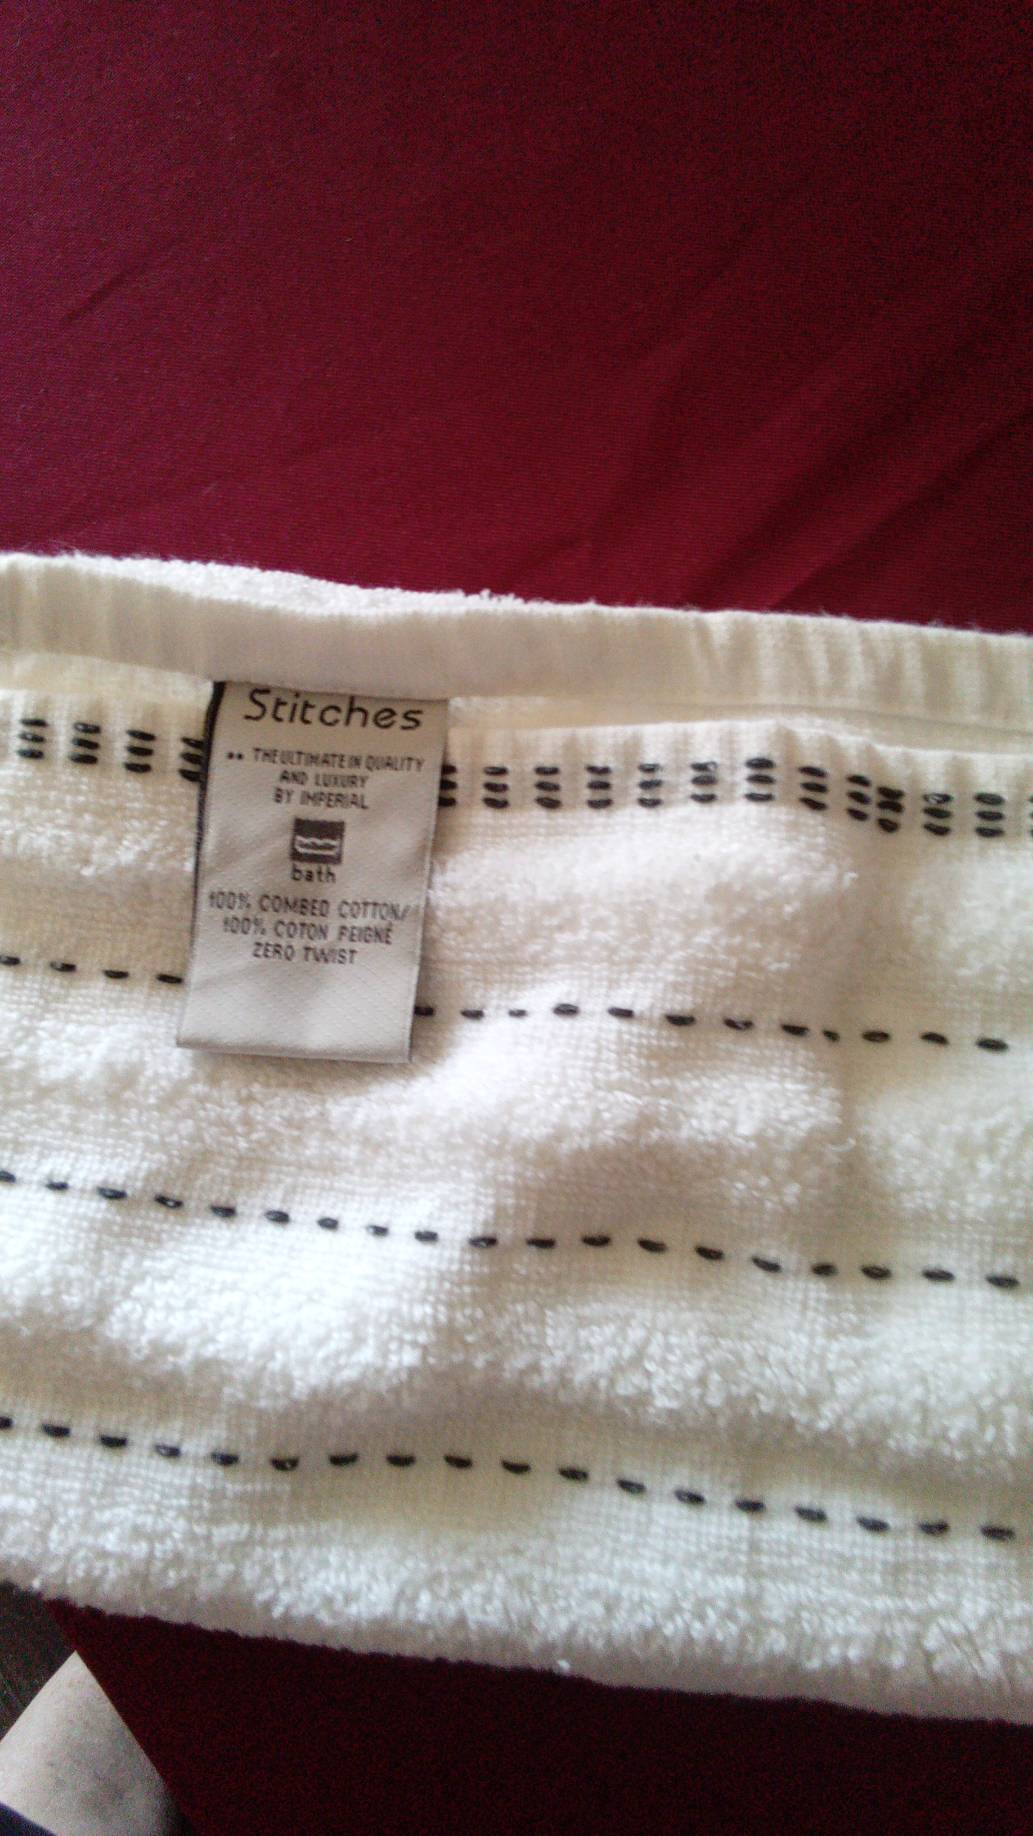 Stitches
•• THE ULTIMATE IN QUALITY
AND LUXURY
BY IMPERIAL
bath
100% COMBED COTTON/
100% COTON PEIGNÉ
ZERO TWIST